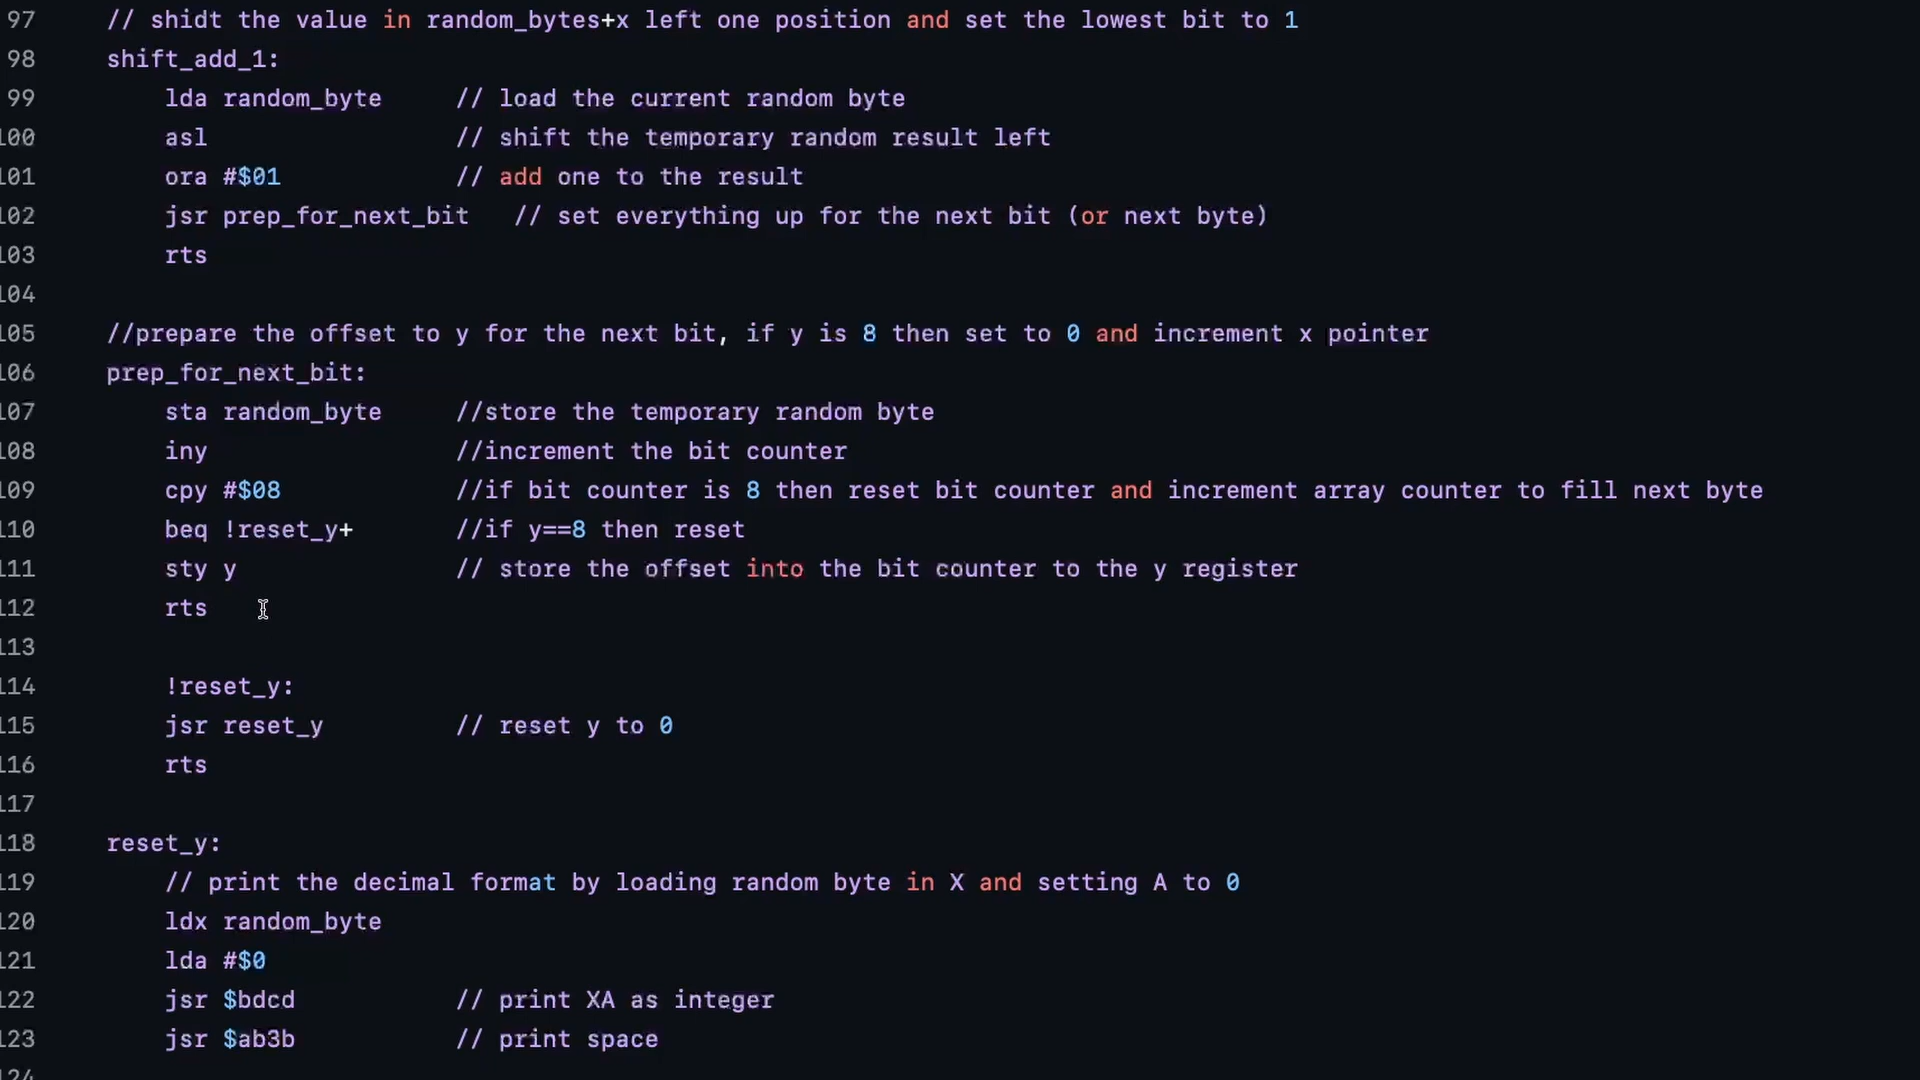 97 // shidt the value in random_bytes+x left one position and set the lowest bit to 1
98 shift_add_1:
99 lda random_byte // load the current random byte
100 asl // shift the temporary random result left
101 ora #$01 // add one to the result
102 jsr prep_for_next_bit // set everything up for the next bit (or next byte)
103 rts
104
105 //prepare the offset to y for the next bit, if y is 8 then set to 0 and increment x pointer
106 prep_for_next_bit:
107 sta random_byte //store the temporary random byte
108 iny //increment the bit counter
109 cpy #$08 //if bit counter is 8 then reset bit counter and increment array counter to fill next byte
110 beq !reset_y+ //if y==8 then reset
111 sty y // store the offset into the bit counter to the y register
112 rts
113
114 !reset_y:
115 jsr reset_y // reset y to 0
116 rts
117
118 reset_y:
119 // print the decimal format by loading random byte in X and setting A to 0
120 ldx random_byte
121 lda #$0
122 jsr $bdcd // print XA as integer
123 jsr $ab3b // print space
124